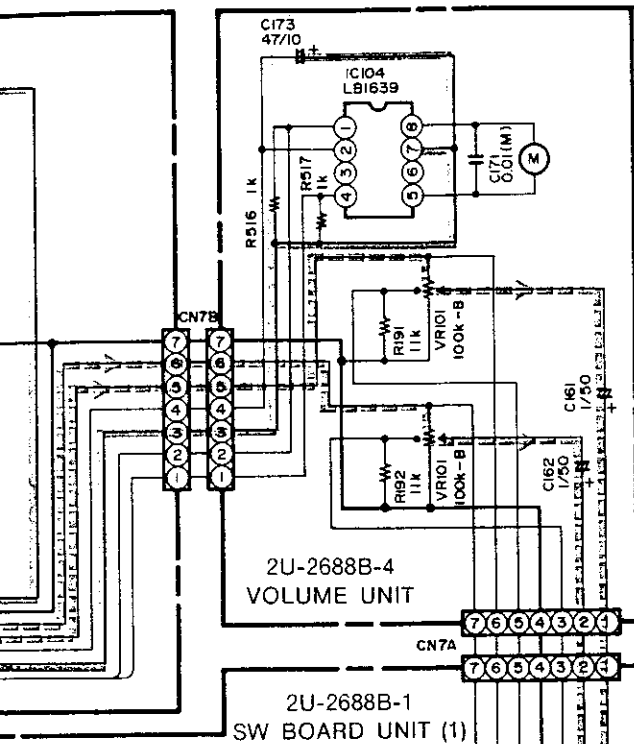 C173
47/10
+
IC104
LB1639
1
2
3
4
8
7
6
5
R516 1k
R517
1k
C171
0.01(M)
M
CN7B
7
6
5
4
3
2
1
7
6
5
4
3
2
1
R191
11k
VR101
100k-B
C161
1/50
+
R192
11k
VR101
100k-B
C162
1/50
+
2U-2688B-4
VOLUME UNIT
7
6
5
4
3
2
1
CN7A
7
6
5
4
3
2
1
2U-2688B-1
SW BOARD UNIT (1)